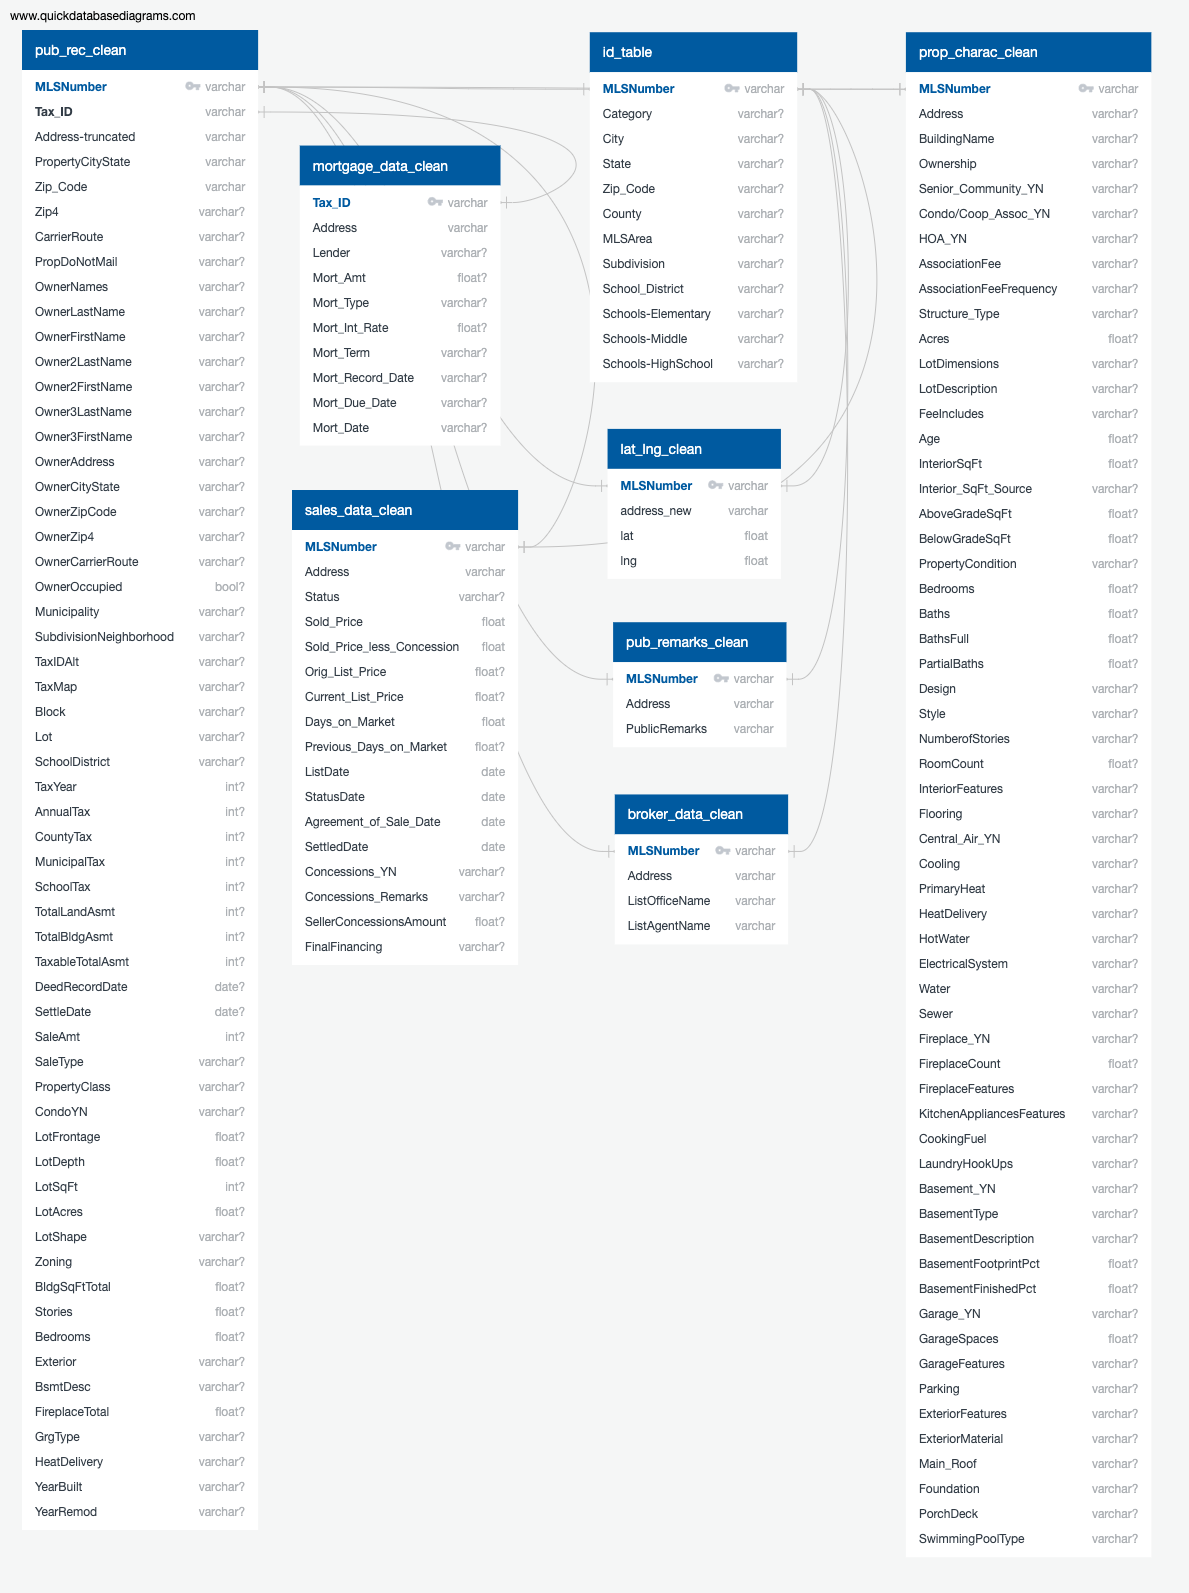 www.quickdatabasediagrams.com
pub_rec_clean
MLSNumber varchar
Tax_ID varchar
Address-truncated varchar
PropertyCityState varchar
Zip_Code varchar
Zip4 varchar?
CarrierRoute varchar?
PropDoNotMail varchar?
OwnerNames varchar?
OwnerLastName varchar?
OwnerFirstName varchar?
Owner2LastName varchar?
Owner2FirstName varchar?
Owner3LastName varchar?
Owner3FirstName varchar?
OwnerAddress varchar?
OwnerCityState varchar?
OwnerZipCode varchar?
OwnerZip4 varchar?
OwnerCarrierRoute varchar?
OwnerOccupied bool?
Municipality varchar?
SubdivisionNeighborhood varchar?
TaxIDAlt varchar?
TaxMap varchar?
Block varchar?
Lot varchar?
SchoolDistrict varchar?
TaxYear int?
AnnualTax int?
CountyTax int?
MunicipalTax int?
SchoolTax int?
TotalLandAsmt int?
TotalBldgAsmt int?
TaxableTotalAsmt int?
DeedRecordDate date?
SettleDate date?
SaleAmt int?
SaleType varchar?
PropertyClass varchar?
CondoYN varchar?
LotFrontage float?
LotDepth float?
LotSqFt int?
LotAcres float?
LotShape varchar?
Zoning varchar?
BldgSqFtTotal float?
Stories float?
Bedrooms float?
Exterior varchar?
BsmtDesc varchar?
FireplaceTotal float?
GrgType varchar?
HeatDelivery varchar?
YearBuilt varchar?
YearRemod varchar?
mortgage_data_clean
Tax_ID varchar
Address varchar
Lender varchar?
Mort_Amt float?
Mort_Type varchar?
Mort_Int_Rate float?
Mort_Term varchar?
Mort_Record_Date varchar?
Mort_Due_Date varchar?
Mort_Date varchar?
sales_data_clean
MLSNumber varchar
Address varchar
Status varchar?
Sold_Price float
Sold_Price_less_Concession float
Orig_List_Price float?
Current_List_Price float?
Days_on_Market float
Previous_Days_on_Market float?
ListDate date
StatusDate date
Agreement_of_Sale_Date date
SettledDate date
Concessions_YN varchar?
Concessions_Remarks varchar?
SellerConcessionsAmount float?
FinalFinancing varchar?
id_table
MLSNumber varchar
Category varchar?
City varchar?
State varchar?
Zip_Code varchar?
County varchar?
MLSArea varchar?
Subdivision varchar?
School_District varchar?
Schools-Elementary varchar?
Schools-Middle varchar?
Schools-HighSchool varchar?
lat_lng_clean
MLSNumber varchar
address_new varchar
lat float
lng float
pub_remarks_clean
MLSNumber varchar
Address varchar
PublicRemarks varchar
broker_data_clean
MLSNumber varchar
Address varchar
ListOfficeName varchar
ListAgentName varchar
prop_charac_clean
MLSNumber varchar
Address varchar?
BuildingName varchar?
Ownership varchar?
Senior_Community_YN varchar?
Condo/Coop_Assoc_YN varchar?
HOA_YN varchar?
AssociationFee varchar?
AssociationFeeFrequency varchar?
Structure_Type varchar?
Acres float?
LotDimensions varchar?
LotDescription varchar?
FeeIncludes varchar?
Age float?
InteriorSqFt float?
Interior_SqFt_Source varchar?
AboveGradeSqFt float?
BelowGradeSqFt float?
PropertyCondition varchar?
Bedrooms float?
Baths float?
BathsFull float?
PartialBaths float?
Design varchar?
Style varchar?
NumberofStories varchar?
RoomCount float?
InteriorFeatures varchar?
Flooring varchar?
Central_Air_YN varchar?
Cooling varchar?
PrimaryHeat varchar?
HeatDelivery varchar?
HotWater varchar?
ElectricalSystem varchar?
Water varchar?
Sewer varchar?
Fireplace_YN varchar?
FireplaceCount float?
FireplaceFeatures varchar?
KitchenAppliancesFeatures varchar?
CookingFuel varchar?
LaundryHookUps varchar?
Basement_YN varchar?
BasementType varchar?
BasementDescription varchar?
BasementFootprintPct float?
BasementFinishedPct float?
Garage_YN varchar?
GarageSpaces float?
GarageFeatures varchar?
Parking varchar?
ExteriorFeatures varchar?
ExteriorMaterial varchar?
Main_Roof varchar?
Foundation varchar?
PorchDeck varchar?
SwimmingPoolType varchar?